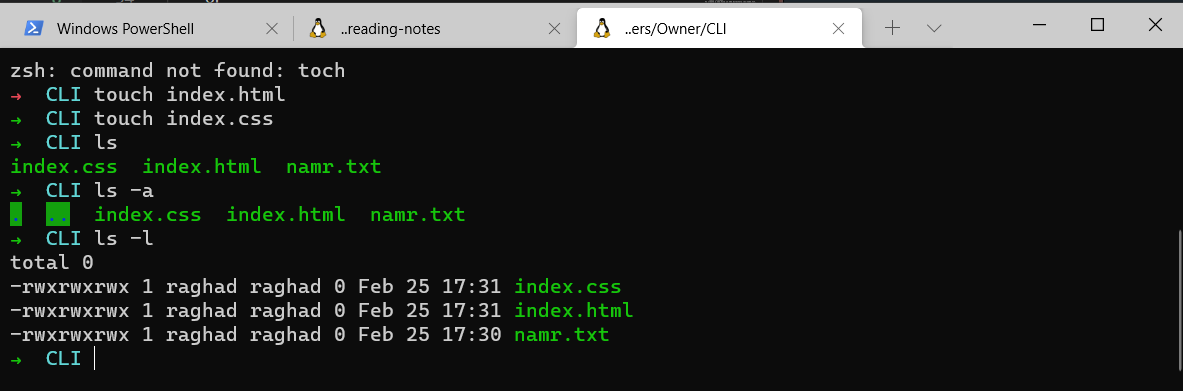 Windows PowerShell ..reading-notes ..ers/Owner/CLI
zsh: command not found: toch
→ CLI touch index.html
→ CLI touch index.css
→ CLI ls
index.css index.html namr.txt
→ CLI ls -a
. .. index.css index.html namr.txt
→ CLI ls -l
total 0
-rwxrwxrwx 1 raghad raghad 0 Feb 25 17:31 index.css
-rwxrwxrwx 1 raghad raghad 0 Feb 25 17:31 index.html
-rwxrwxrwx 1 raghad raghad 0 Feb 25 17:30 namr.txt
→ CLI